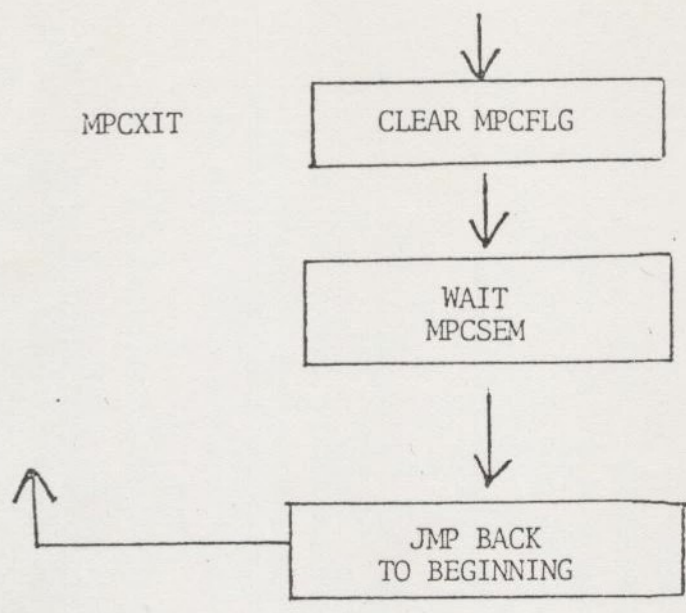 MPCXIT
CLEAR MPCFLG
WAIT
MPCSEM
JMP BACK
TO BEGINNING